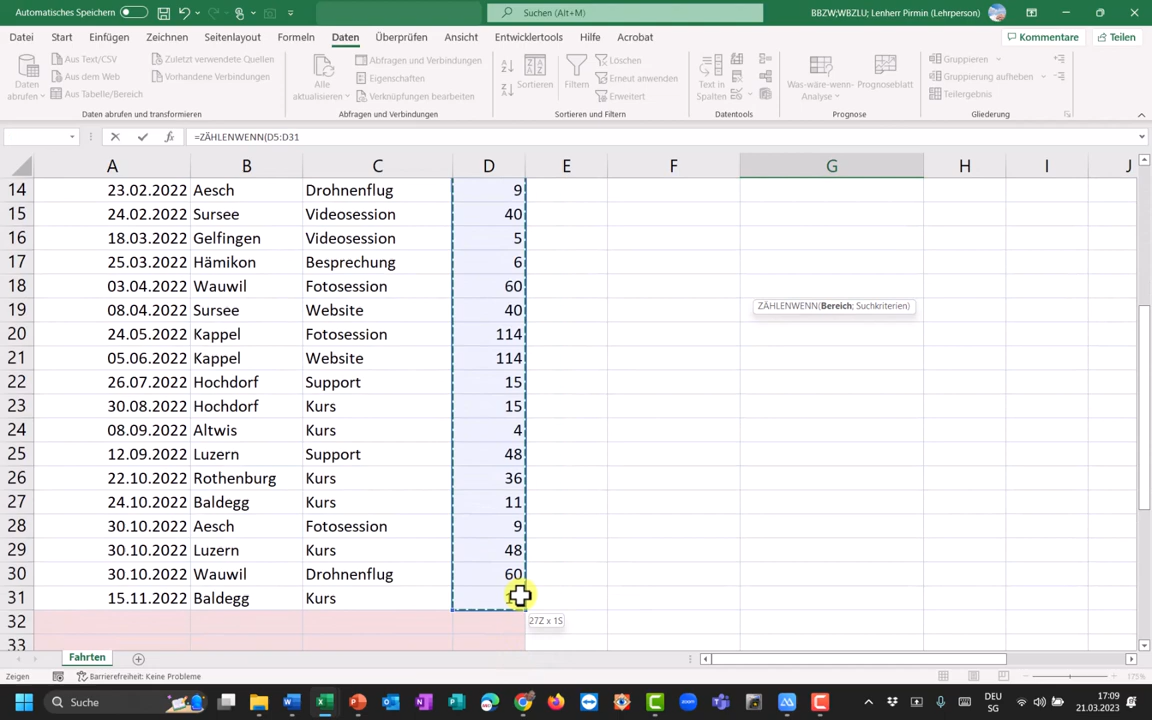 Automatisches Speichern
Suchen (Alt+M)
BBZW;WBZLU; Lenherr Pirmin (Lehrperson)
Datei Start Einfügen Zeichnen Seitenlayout Formeln Daten Überprüfen Ansicht Entwicklertools Hilfe Acrobat
Kommentare Teilen
Daten abrufen
Aus Text/CSV
Aus dem Web
Aus Tabelle/Bereich
Zuletzt verwendete Quellen
Vorhandene Verbindungen
Daten abrufen und transformieren
Alle aktualisieren
Abfragen und Verbindungen
Eigenschaften
Verknüpfungen bearbeiten
Abfragen und Verbindungen
Sortieren
Filtern
Löschen
Erneut anwenden
Erweitert
Sortieren und Filtern
Text in Spalten
Datentools
Was-wäre-wenn-Analyse
Prognoseblatt
Prognose
Gruppieren
Gruppierung aufheben
Teilergebnis
Gliederung
fx =ZÄHLENWENN(D5:D31
A B C D E F G H I J
14 23.02.2022 Aesch Drohnenflug 9
15 24.02.2022 Sursee Videosession 40
16 18.03.2022 Gelfingen Videosession 5
17 25.03.2022 Hämikon Besprechung 6
18 03.04.2022 Wauwil Fotosession 60
ZÄHLENWENN(Bereich; Suchkriterien)
19 08.04.2022 Sursee Website 40
20 24.05.2022 Kappel Fotosession 114
21 05.06.2022 Kappel Website 114
22 26.07.2022 Hochdorf Support 15
23 30.08.2022 Hochdorf Kurs 15
24 08.09.2022 Altwis Kurs 4
25 12.09.2022 Luzern Support 48
26 22.10.2022 Rothenburg Kurs 36
27 24.10.2022 Baldegg Kurs 11
28 30.10.2022 Aesch Fotosession 9
29 30.10.2022 Luzern Kurs 48
30 30.10.2022 Wauwil Drohnenflug 60
31 15.11.2022 Baldegg Kurs
32
27Z x 1S
33
Fahrten
Zeigen Barrierefreiheit: Keine Probleme
175%
Suche
DEU
SG
17:09
21.03.2023